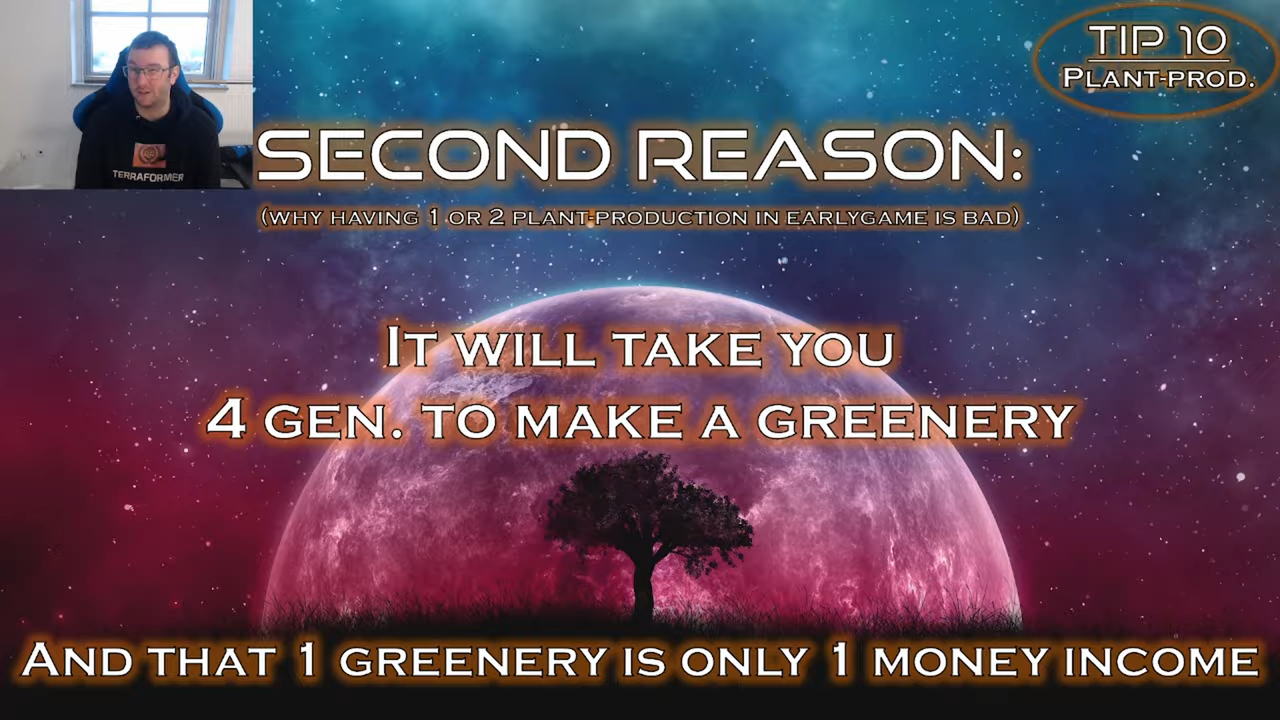 TIP 10
PLANT-PROD.
SECOND REASON:
(WHY HAVING 1 OR 2 PLANT-PRODUCTION IN EARLYGAME IS BAD)
TERRAFORMER
IT WILL TAKE YOU
4 GEN. TO MAKE A GREENERY
AND THAT 1 GREENERY IS ONLY 1 MONEY INCOME